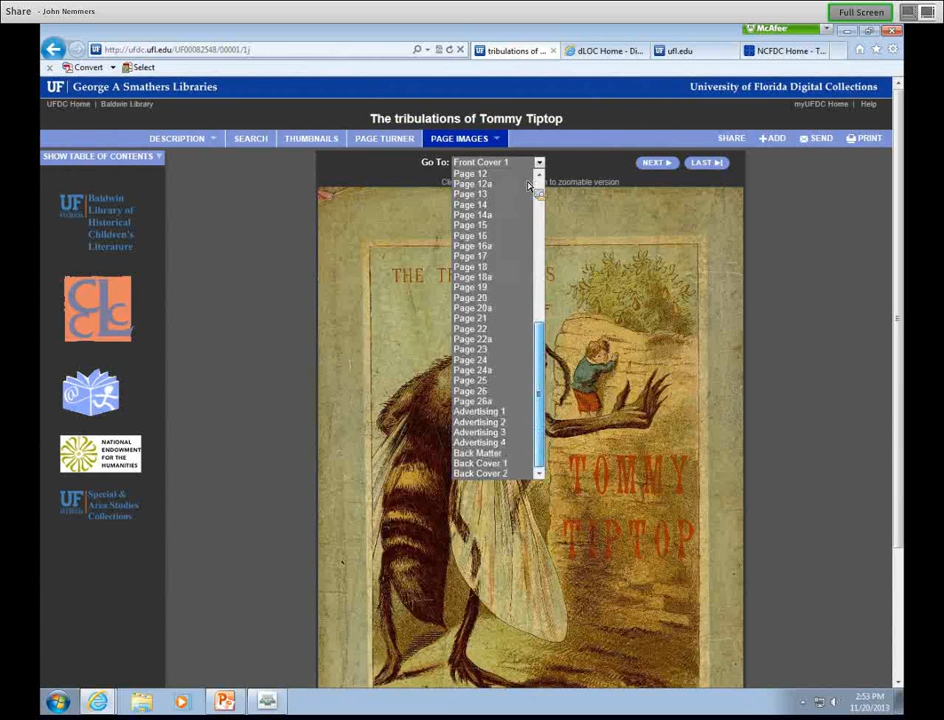 Share - John Nemmers
Full Screen
McAfee
http://ufdc.ufl.edu/UF00082548/00001/1j
tribulations of ...
dLOC Home - Di...
ufl.edu
NCFDC Home - T...
Convert
Select
UF George A Smathers Libraries
University of Florida Digital Collections
UFDC Home | Baldwin Library
myUFDC Home | Help
The tribulations of Tommy Tiptop
DESCRIPTION
SEARCH
THUMBNAILS
PAGE TURNER
PAGE IMAGES
SHARE
ADD
SEND
PRINT
SHOW TABLE OF CONTENTS
Go To:
Front Cover 1
NEXT
LAST
to zoomable version
Page 12
Page 12a
Page 13
Page 14
Page 14a
Page 15
Page 16
Page 16a
Page 17
Page 18
Page 18a
Page 19
Page 20
Page 20a
Page 21
Page 22
Page 22a
Page 23
Page 24
Page 24a
Page 25
Page 26
Page 26a
Advertising 1
Advertising 2
Advertising 3
Advertising 4
Back Matter
Back Cover 1
Back Cover 2
UF Baldwin
Library of
Historical
Children's
Literature
NATIONAL
ENDOWMENT
FOR THE
HUMANITIES
UF Special &
Area Studies
Collections
THE
TOMMY
TIPTOP
2:53 PM
11/20/2013